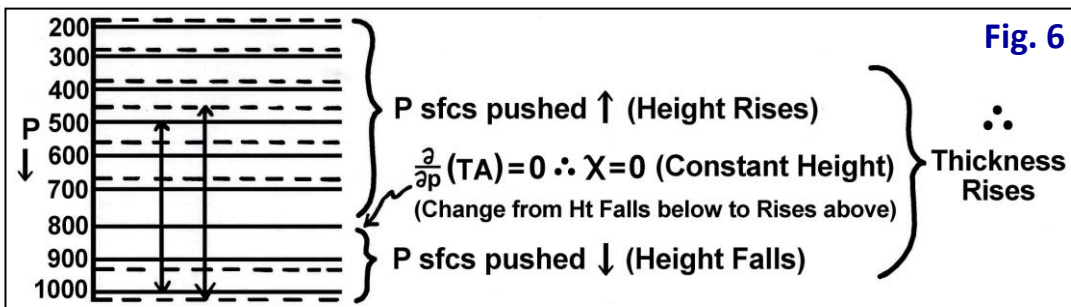 Fig. 6
200
300
400
500
600
700
800
900
1000
P
↓
P sfcs pushed ↑ (Height Rises)
∂/∂p (TA) = 0 ∴ X = 0 (Constant Height)
(Change from Ht Falls below to Rises above)
P sfcs pushed ↓ (Height Falls)
∴
Thickness
Rises